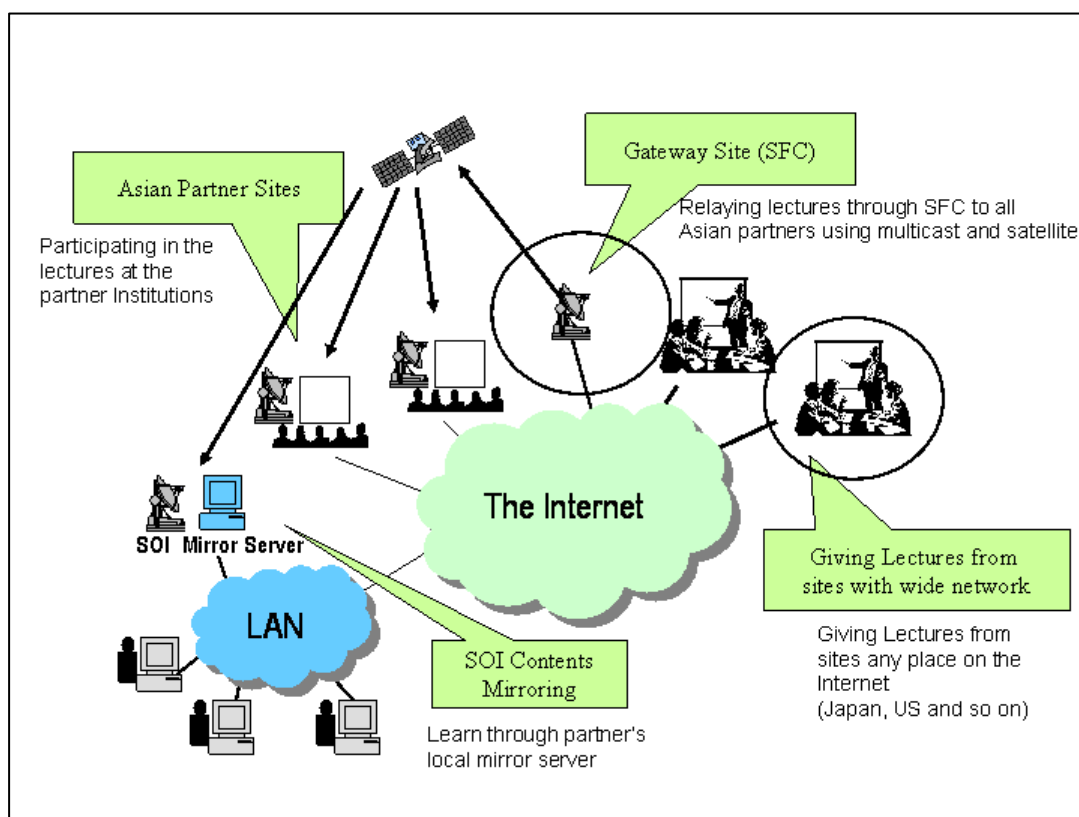 Gateway Site (SFC)
Relaying lectures through SFC to all
Asian partners using multicast and satellite
Asian Partner Sites
Participating in the
lectures at the
partner Institutions
The Internet
SOI Mirror Server
LAN
SOI Contents
Mirroring
Learn through partner's
local mirror server
Giving Lectures from
sites with wide network
Giving Lectures from
sites any place on the
Internet
(Japan, US and so on)